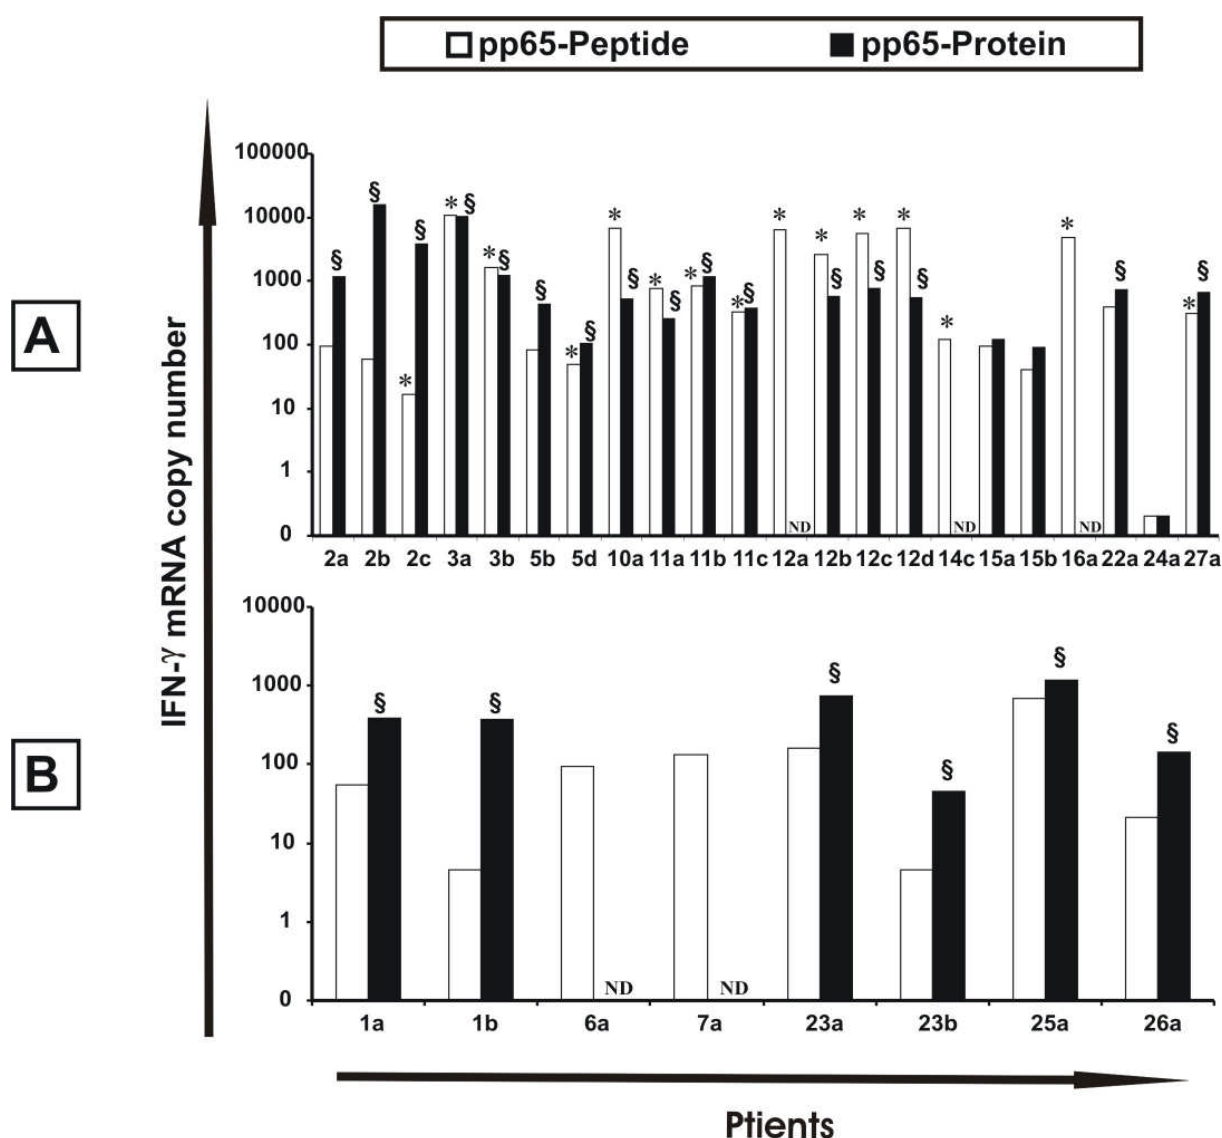 pp65-Peptide pp65-Protein
A
IFN-γ mRNA copy number
100000
§ * § *
10000
§ * * * * *
§ * § § * * § § §
1000
§ § * § § § § §
* § * § *
100
§ *
10
*
1
ND ND ND
0
2a 2b 2c 3a 3b 5b 5d 10a 11a 11b 11c 12a 12b 12c 12d 14c 15a 15b 16a 22a 24a 27a
B
10000
§ §
1000
§ § §
100
§
10
1
ND ND
0
1a 1b 6a 7a 23a 23b 25a 26a
Ptients